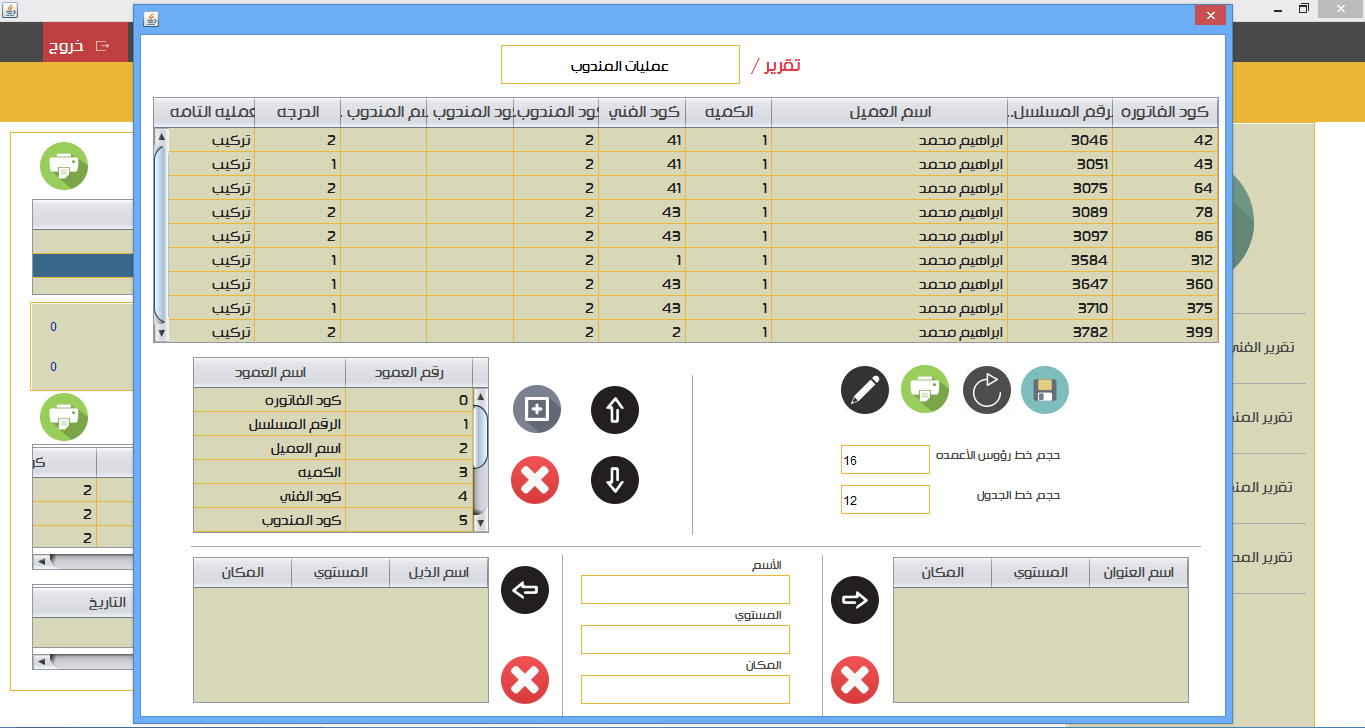 خروج
تقرير / عمليات المندوب
كود الفاتوره رقم المسلسل.. اسم العميل الكميه كود الفني كود المندوب. كود المندوب المندوب . الدرجه عمليه التامه
42 3046 ابراهيم محمد 1 41 2 2 تركيب
43 3051 ابراهيم محمد 1 41 2 1 تركيب
64 3075 ابراهيم محمد 1 41 2 2 تركيب
78 3089 ابراهيم محمد 1 43 2 2 تركيب
86 3097 ابراهيم محمد 1 43 2 2 تركيب
312 3584 ابراهيم محمد 1 1 2 1 تركيب
360 3647 ابراهيم محمد 1 43 2 1 تركيب
375 3710 ابراهيم محمد 1 43 2 1 تركيب
399 3782 ابراهيم محمد 1 2 2 2 تركيب
رقم العمود اسم العمود
0 كود الفاتوره
1 الرقم المسلسل
2 اسم العميل
3 الكميه
4 كود الفني
5 كود المندوب
حجم خط رؤوس الأعمده 16
حجم خط الجدول 12
اسم العنوان المستوي المكان
الأسم
المستوي
المكان
اسم الذيل المستوي المكان
تقرير الفني
تقرير المند
تقرير المند
تقرير المح
0
0
كو
2
2
2
التاريخ